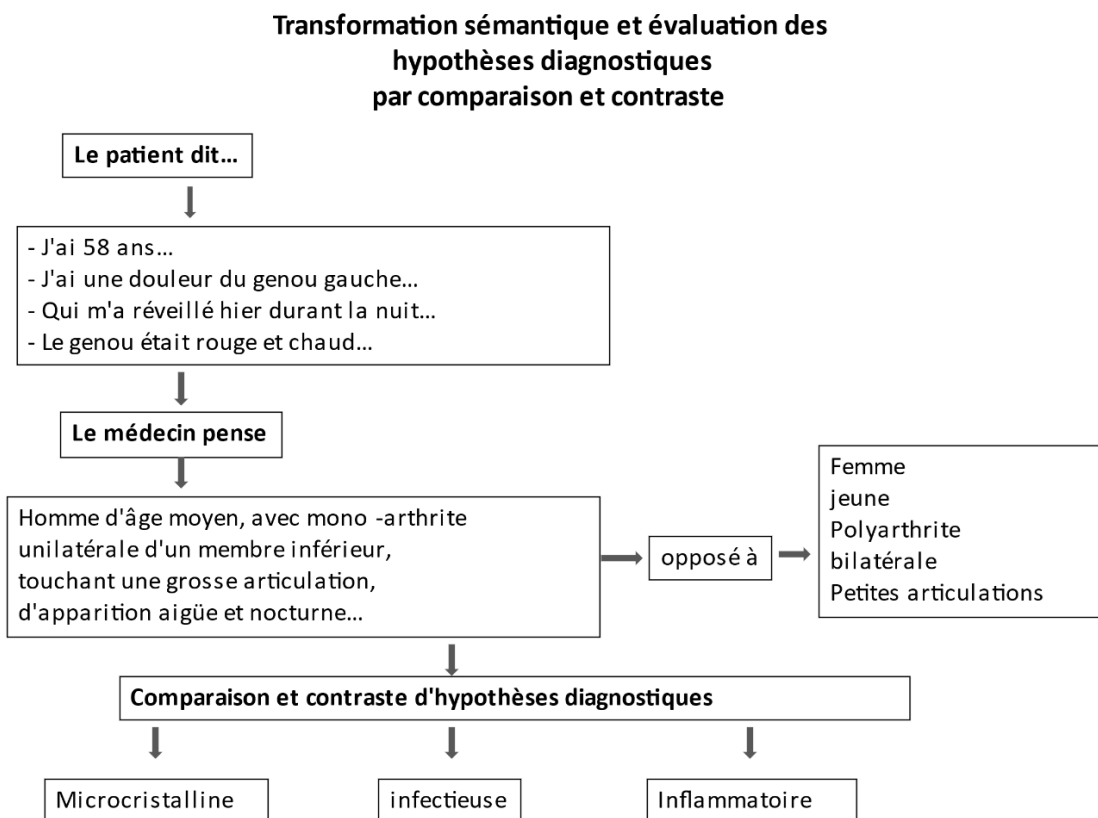 Transformation sémantique et évaluation des
hypothèses diagnostiques
par comparaison et contraste
Le patient dit...
- J'ai 58 ans...
- J'ai une douleur du genou gauche...
- Qui m'a réveillé hier durant la nuit...
- Le genou était rouge et chaud...
Le médecin pense
Homme d'âge moyen, avec mono -arthrite
unilatérale d'un membre inférieur,
touchant une grosse articulation,
d'apparition aigüe et nocturne...
opposé à
Femme
jeune
Polyarthrite
bilatérale
Petites articulations
Comparaison et contraste d'hypothèses diagnostiques
Microcristalline
infectieuse
Inflammatoire